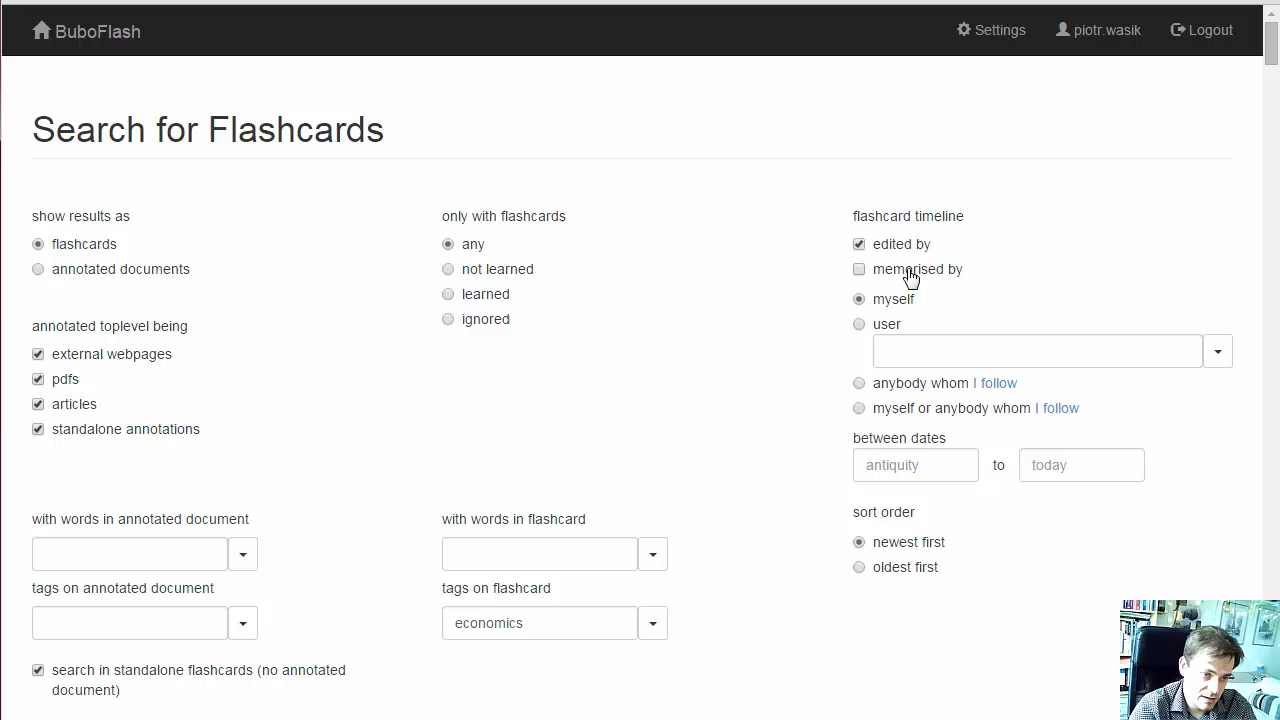 BuboFlash
Settings
piotr.wasik
Logout
Search for Flashcards
show results as
flashcards
annotated documents
annotated toplevel being
external webpages
pdfs
articles
standalone annotations
only with flashcards
any
not learned
learned
ignored
flashcard timeline
edited by
memorised by
myself
user
anybody whom I follow
myself or anybody whom I follow
between dates
antiquity to today
sort order
newest first
oldest first
with words in annotated document
tags on annotated document
with words in flashcard
tags on flashcard
economics
search in standalone flashcards (no annotated
document)